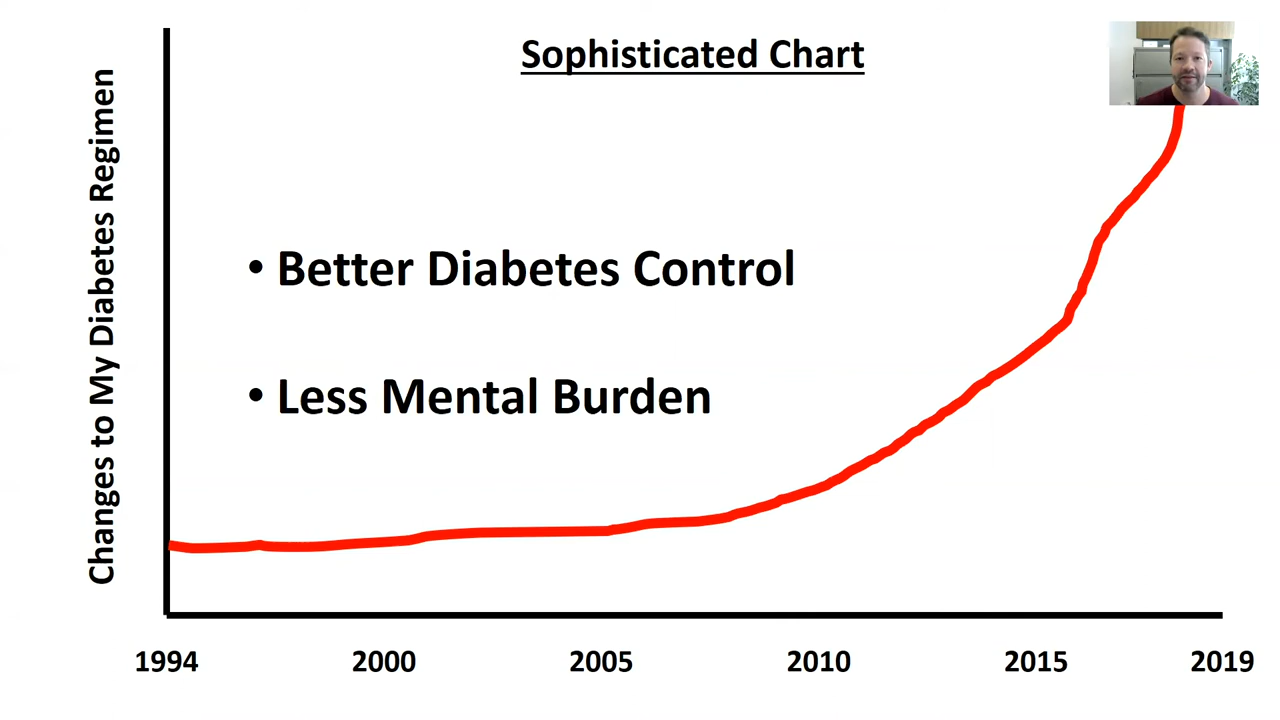 Sophisticated Chart
Changes to My Diabetes Regimen
• Better Diabetes Control
• Less Mental Burden
1994 2000 2005 2010 2015 2019